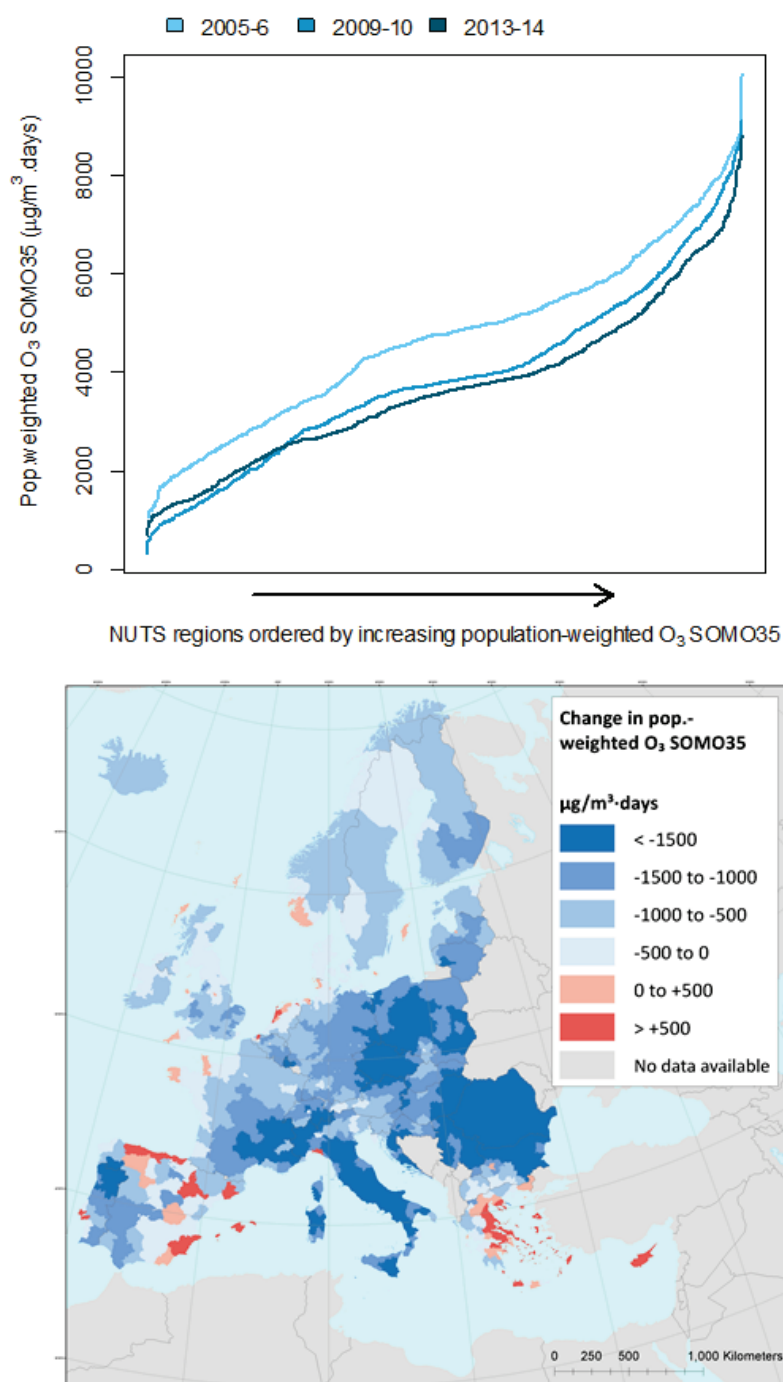 2005-6 2009-10 2013-14
Pop.weighted O₃ SOMO35 (µg/m³.days)
10000
8000
6000
4000
2000
0
NUTS regions ordered by increasing population-weighted O₃ SOMO35
Change in pop.-
weighted O₃ SOMO35
µg/m³·days
< -1500
-1500 to -1000
-1000 to -500
-500 to 0
0 to +500
> +500
No data available
0 250 500 1,000 Kilometers